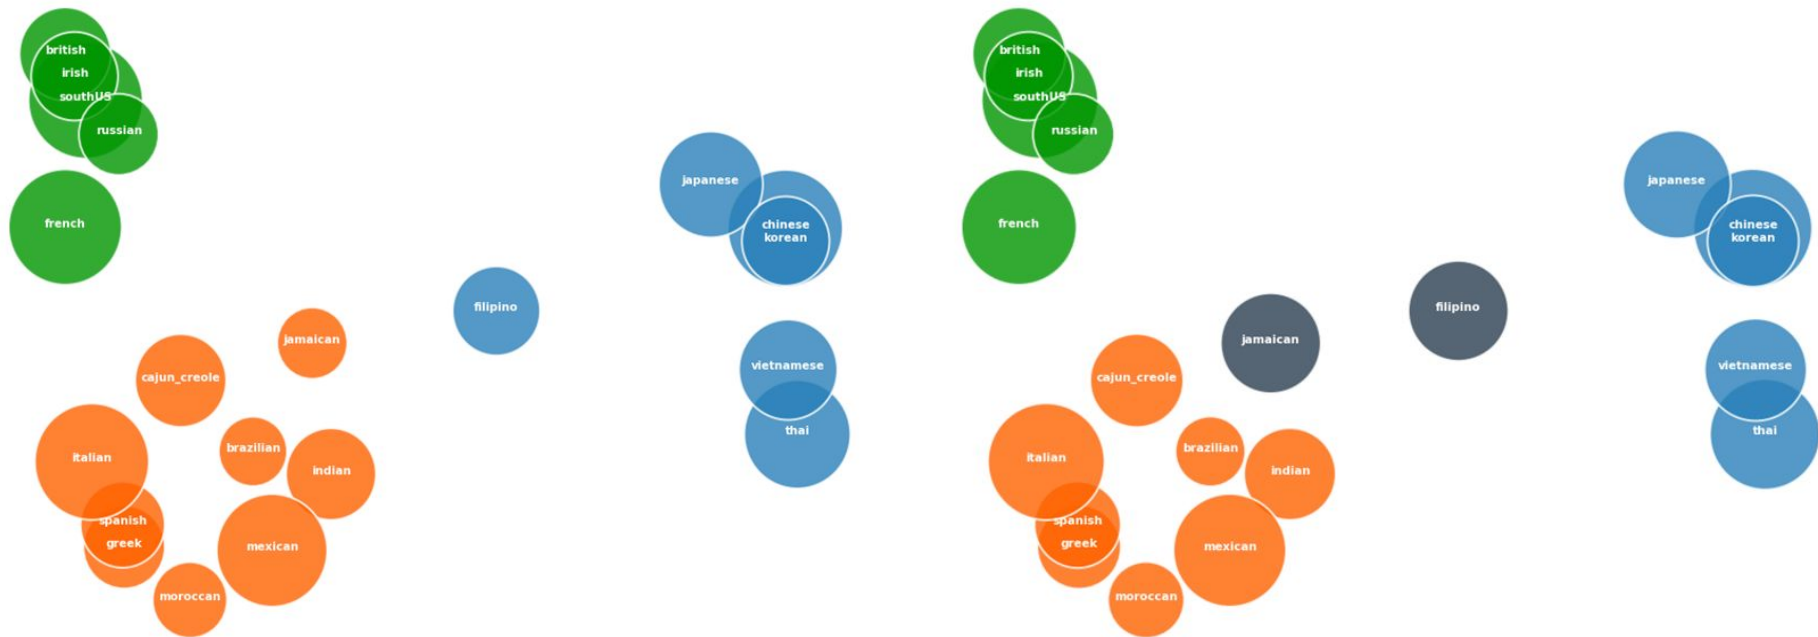 british
irish
southUS
russian
french
japanese
chinese
korean
filipino
jamaican
cajun_creole
vietnamese
thai
brazilian
italian
indian
spanish
greek
mexican
moroccan
british
irish
southUS
russian
french
japanese
chinese
korean
filipino
jamaican
cajun_creole
vietnamese
thai
brazilian
italian
indian
spanish
greek
mexican
moroccan